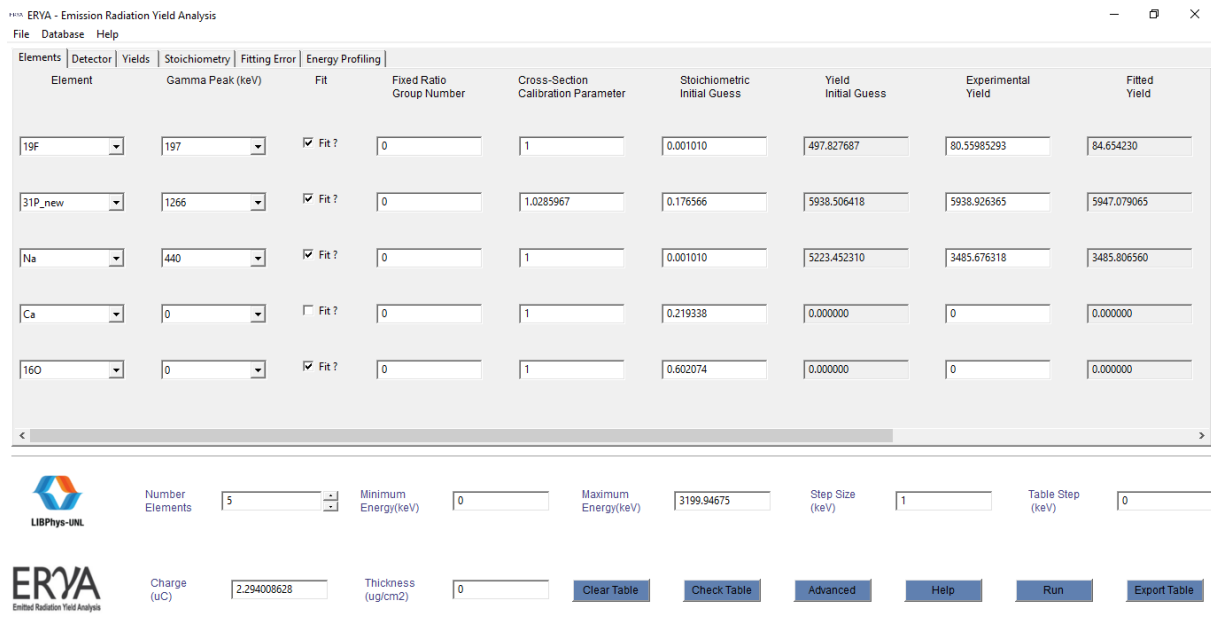 ERYA - Emission Radiation Yield Analysis
File Database Help
Elements Detector Yields Stoichiometry Fitting Error Energy Profiling
Element Gamma Peak (keV) Fit Fixed Ratio Cross-Section Stoichiometric Yield Experimental Fitted
Group Number Calibration Parameter Initial Guess Initial Guess Yield Yield
19F 197 Fit ? 0 1 0.001010 497.827687 80.55985293 84.654230
31P_new 1266 Fit ? 0 1.0285967 0.176566 5938.506418 5938.926365 5947.079065
Na 440 Fit ? 0 1 0.001010 5223.452310 3485.676318 3485.806560
Ca 0 Fit ? 0 1 0.219338 0.000000 0 0.000000
16O 0 Fit ? 0 1 0.602074 0.000000 0 0.000000
LIBPhys-UNL
Number 5 Minimum 0 Maximum 3199.94675 Step Size 1 Table Step 0
Elements Energy(keV) Energy(keV) (keV) (keV)
ERYA
Emitted Radiation Yield Analysis
Charge 2.294008628 Thickness 0 Clear Table Check Table Advanced Help Run Export Table
(uC) (ug/cm2)